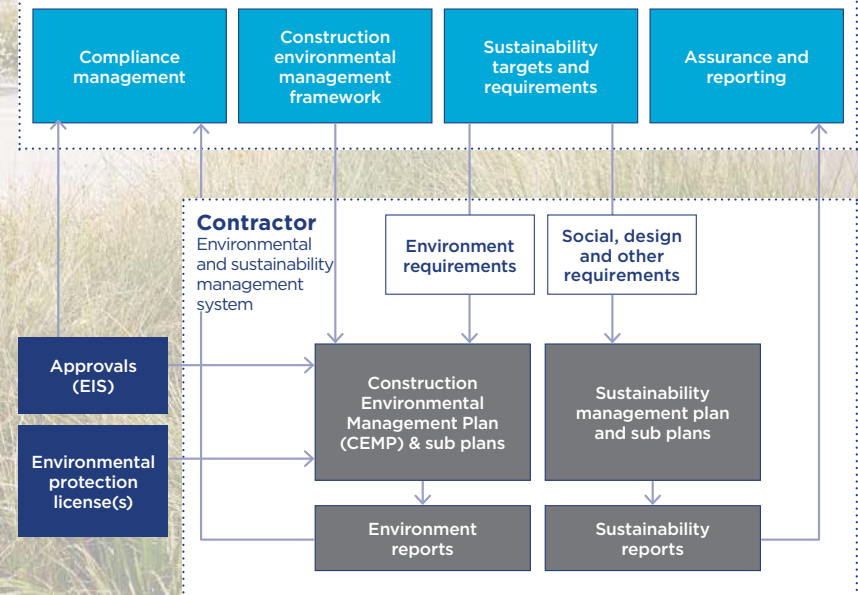 Compliance
management
Construction
environmental
management
framework
Sustainability
targets and
requirements
Assurance and
reporting
Contractor
Environmental
and sustainability
management
system
Environment
requirements
Social, design
and other
requirements
Approvals
(EIS)
Construction
Environmental
Management Plan
(CEMP) & sub plans
Sustainability
management plan
and sub plans
Environmental
protection
license(s)
Environment
reports
Sustainability
reports